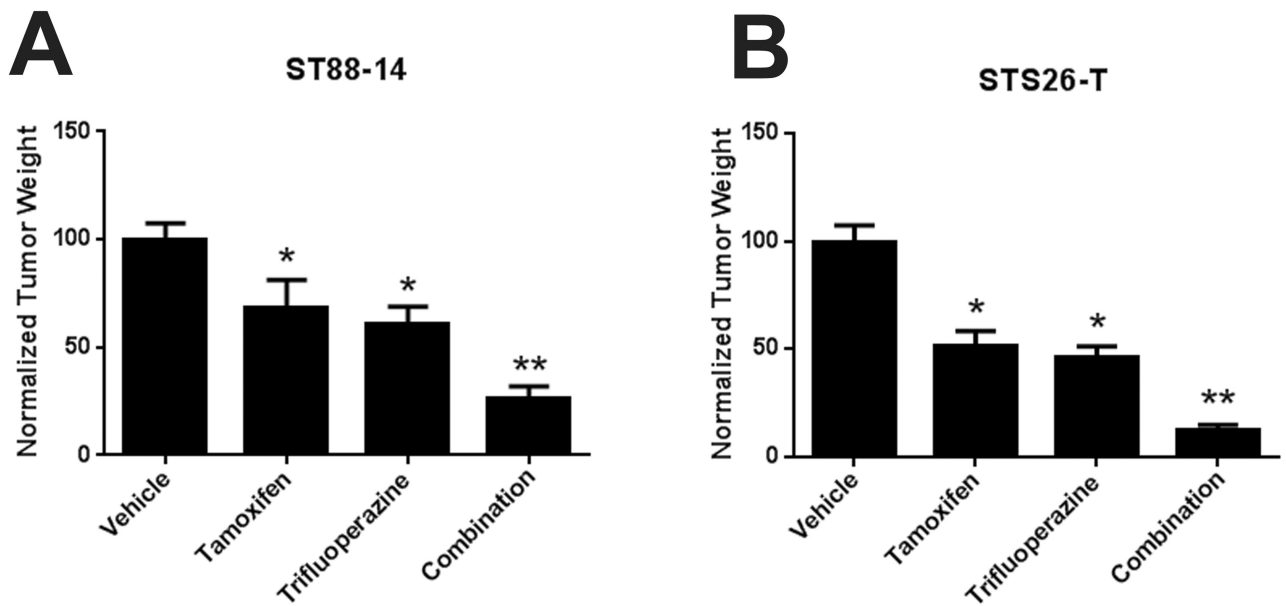 A
ST88-14
Normalized Tumor Weight
150
100
50
0
*
*
**
Vehicle
Tamoxifen
Trifluoperazine
Combination
B
STS26-T
Normalized Tumor Weight
150
100
50
0
*
*
**
Vehicle
Tamoxifen
Trifluoperazine
Combination